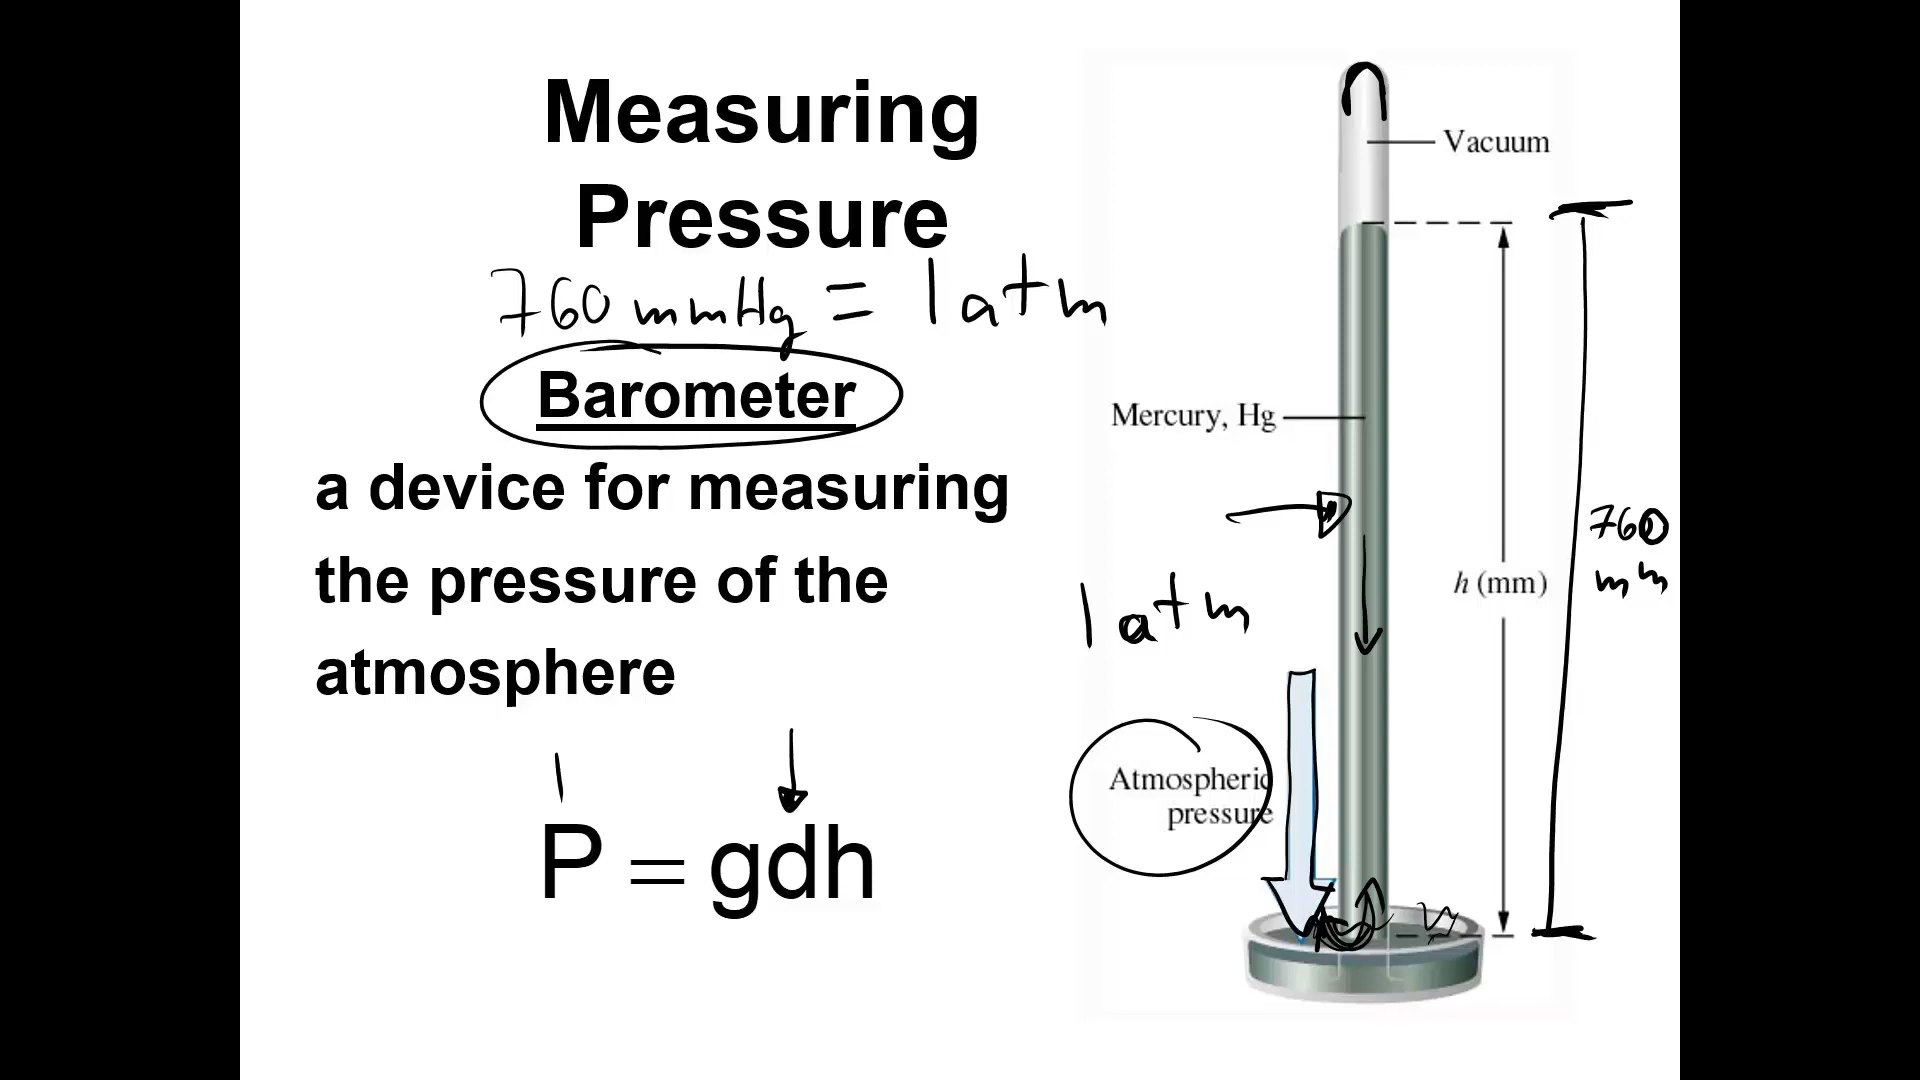 Measuring
Pressure
760 mmHg = 1 atm
Barometer
a device for measuring
the pressure of the
atmosphere
P = gdh
Vacuum
Mercury, Hg
760
mm
h (mm)
1 atm
Atmospheric
pressure